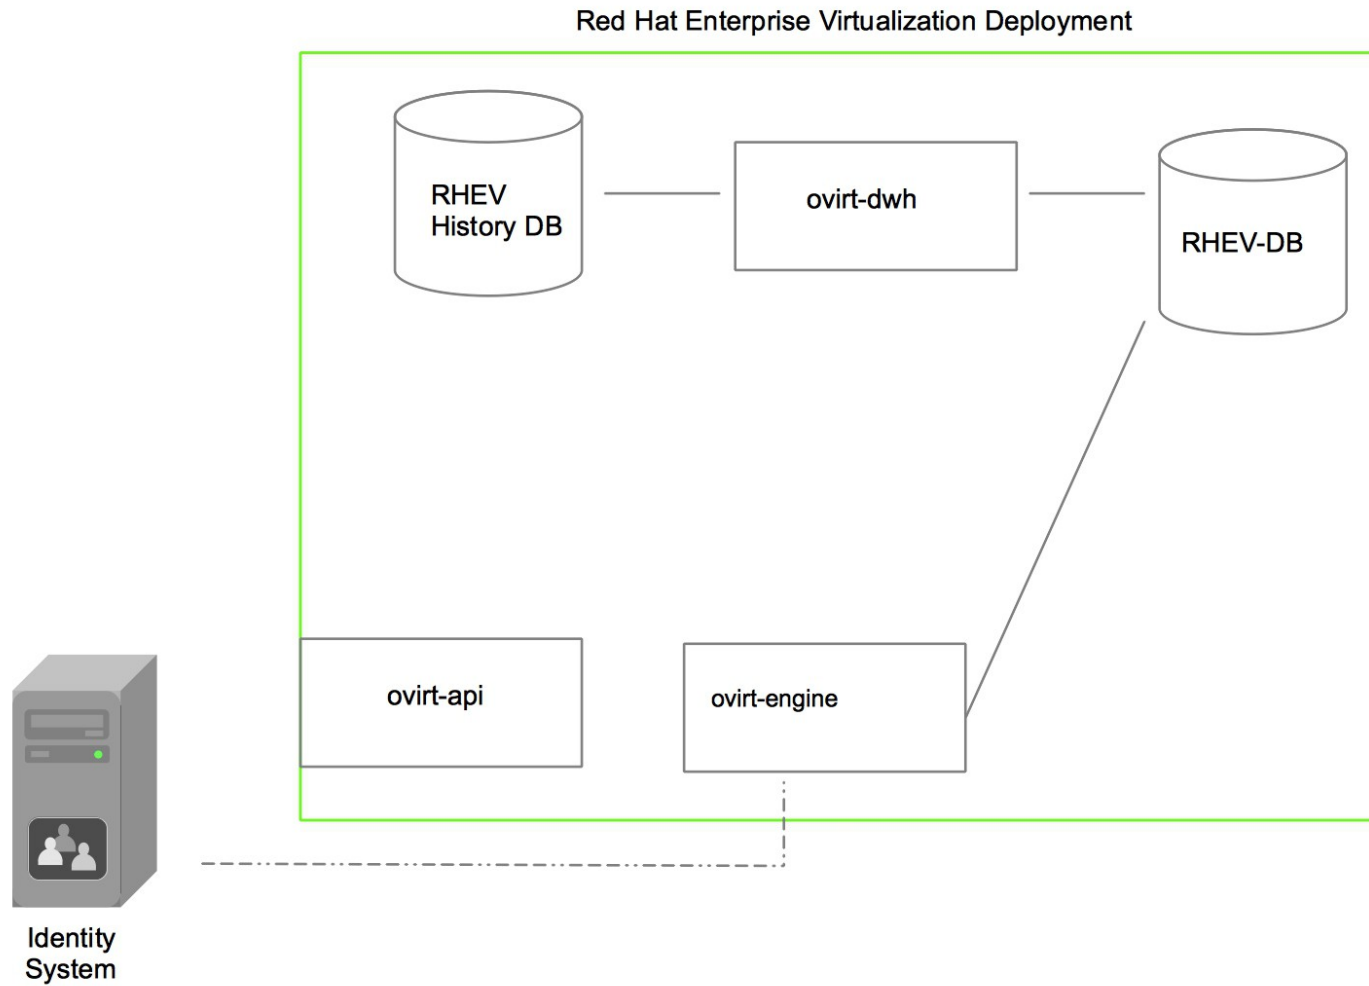 Red Hat Enterprise Virtualization Deployment
RHEV
History DB
ovirt-dwh
RHEV-DB
ovirt-api
ovirt-engine
Identity
System